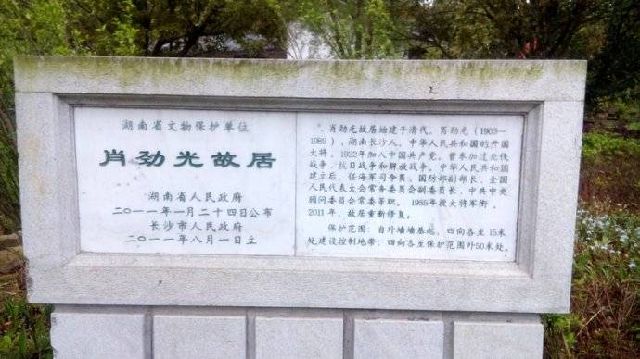 湖南省文物保护单位
肖劲光故居
湖南省人民政府
二〇一一年一月二十四日公布
长沙市人民政府
二〇一一年八月一日立
肖劲光故居始建于清代。肖劲光(1903—
1989),湖南长沙人。中华人民共和国的开国
大将。1922年加入中国共产党。曾参加过北伐
战争、抗日战争和解放战争。中华人民共和国
建立后,任海军司令员、国防部副部长、全国
人民代表大会常务委员会副委员长、中共中央
顾问委员会常委等职。1955年授大将军衔。
2011年,故居重新修复。
保护范围:自外墙墙基起,四向各至15米
处。建设控制地带:四向各至保护范围外50米处。